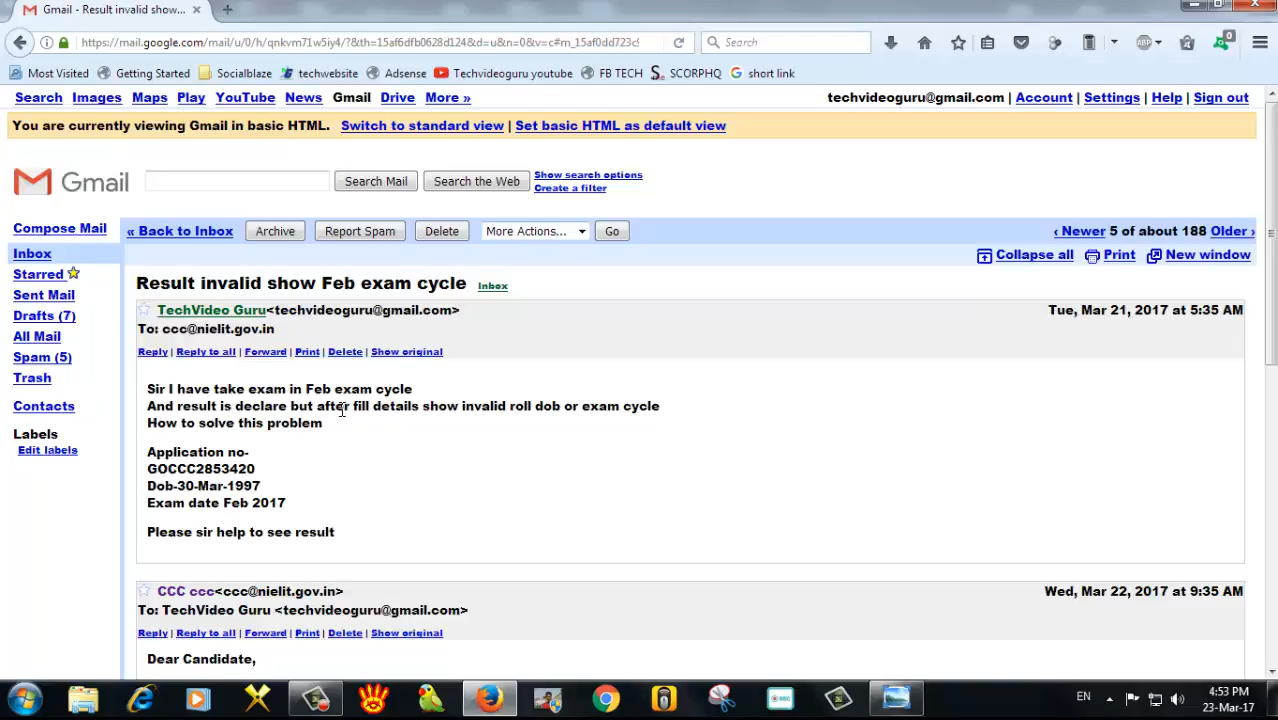 Gmail - Result invalid show...
https://mail.google.com/mail/u/0/h/qnkvm71w5iy4/?&th=15af6dfb0628d124&d=u&n=0&v=c#m_15af0dd723c
Search
0
ABP
Most Visited Getting Started Socialblaze techwebsite Adsense Techvideoguru youtube FB TECH SCORPHQ short link
Search Images Maps Play YouTube News Gmail Drive More »
techvideoguru@gmail.com | Account | Settings | Help | Sign out
You are currently viewing Gmail in basic HTML. Switch to standard view | Set basic HTML as default view
Gmail
Search Mail Search the Web
Show search options
Create a filter
Compose Mail
Inbox
Starred
Sent Mail
Drafts (7)
All Mail
Spam (5)
Trash
Contacts
Labels
Edit labels
« Back to Inbox Archive Report Spam Delete More Actions... Go
‹ Newer 5 of about 188 Older ›
Collapse all Print New window
Result invalid show Feb exam cycle Inbox
TechVideo Guru<techvideoguru@gmail.com> Tue, Mar 21, 2017 at 5:35 AM
To: ccc@nielit.gov.in
Reply | Reply to all | Forward | Print | Delete | Show original
Sir I have take exam in Feb exam cycle
And result is declare but after fill details show invalid roll dob or exam cycle
How to solve this problem
Application no-
GOCCC2853420
Dob-30-Mar-1997
Exam date Feb 2017
Please sir help to see result
CCC ccc<ccc@nielit.gov.in> Wed, Mar 22, 2017 at 9:35 AM
To: TechVideo Guru <techvideoguru@gmail.com>
Reply | Reply to all | Forward | Print | Delete | Show original
Dear Candidate,
EN
4:53 PM
23-Mar-17